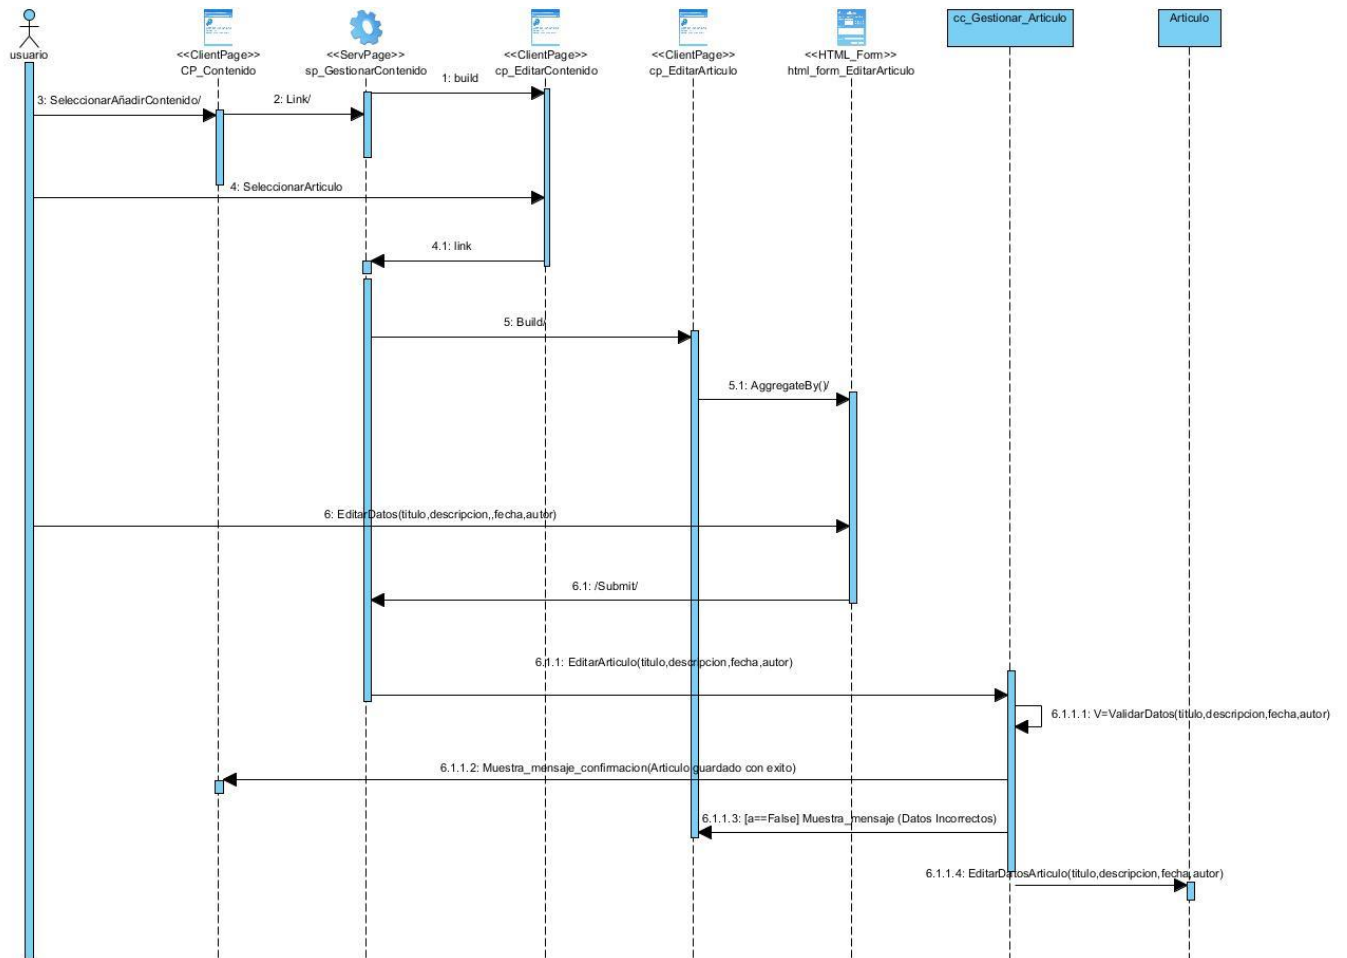 usuario
<<ClientPage>>
CP_Contenido
<<ServPage>>
sp_GestionarContenido
<<ClientPage>>
cp_EditarContenido
<<ClientPage>>
cp_EditarArticulo
<<HTML_Form>>
html_form_EditarArticulo
cc_Gestionar_Articulo
Articulo
1: build
3: SeleccionarAñadirContenido/
2: Link/
4: SeleccionarArticulo
4.1: link
5: Build/
5.1: AggregateBy()/
6: EditarDatos(titulo,descripcion,,fecha,autor)
6.1: /Submit/
6.1.1: EditarArticulo(titulo,descripcion,fecha,autor)
6.1.1.1: V=ValidarDatos(titulo,descripcion,fecha,autor)
6.1.1.2: Muestra_mensaje_confirmacion(Articulo guardado con exito)
6.1.1.3: [a==False] Muestra_mensaje (Datos Incorrectos)
6.1.1.4: EditarDatosArticulo(titulo,descripcion,fecha,autor)